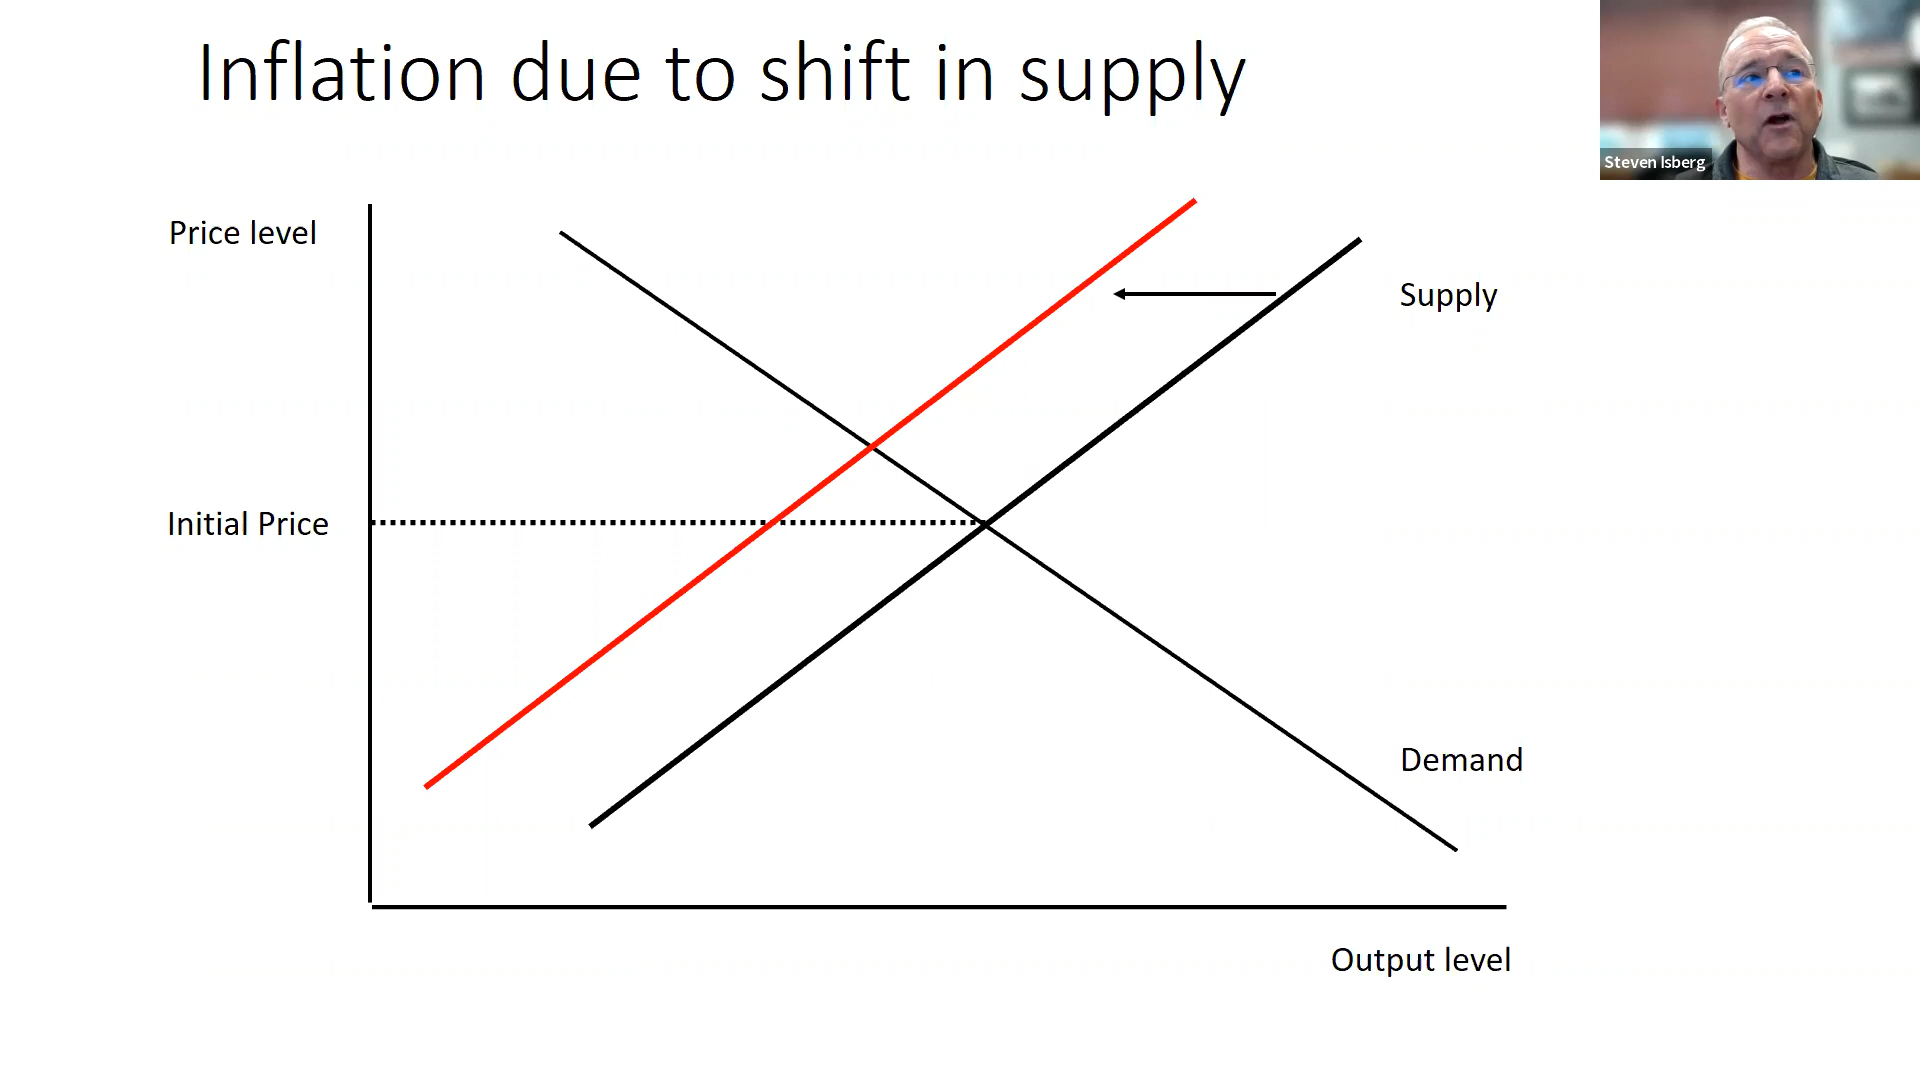 Inflation due to shift in supply
Steven Isberg
Price level
Supply
Initial Price
Demand
Output level